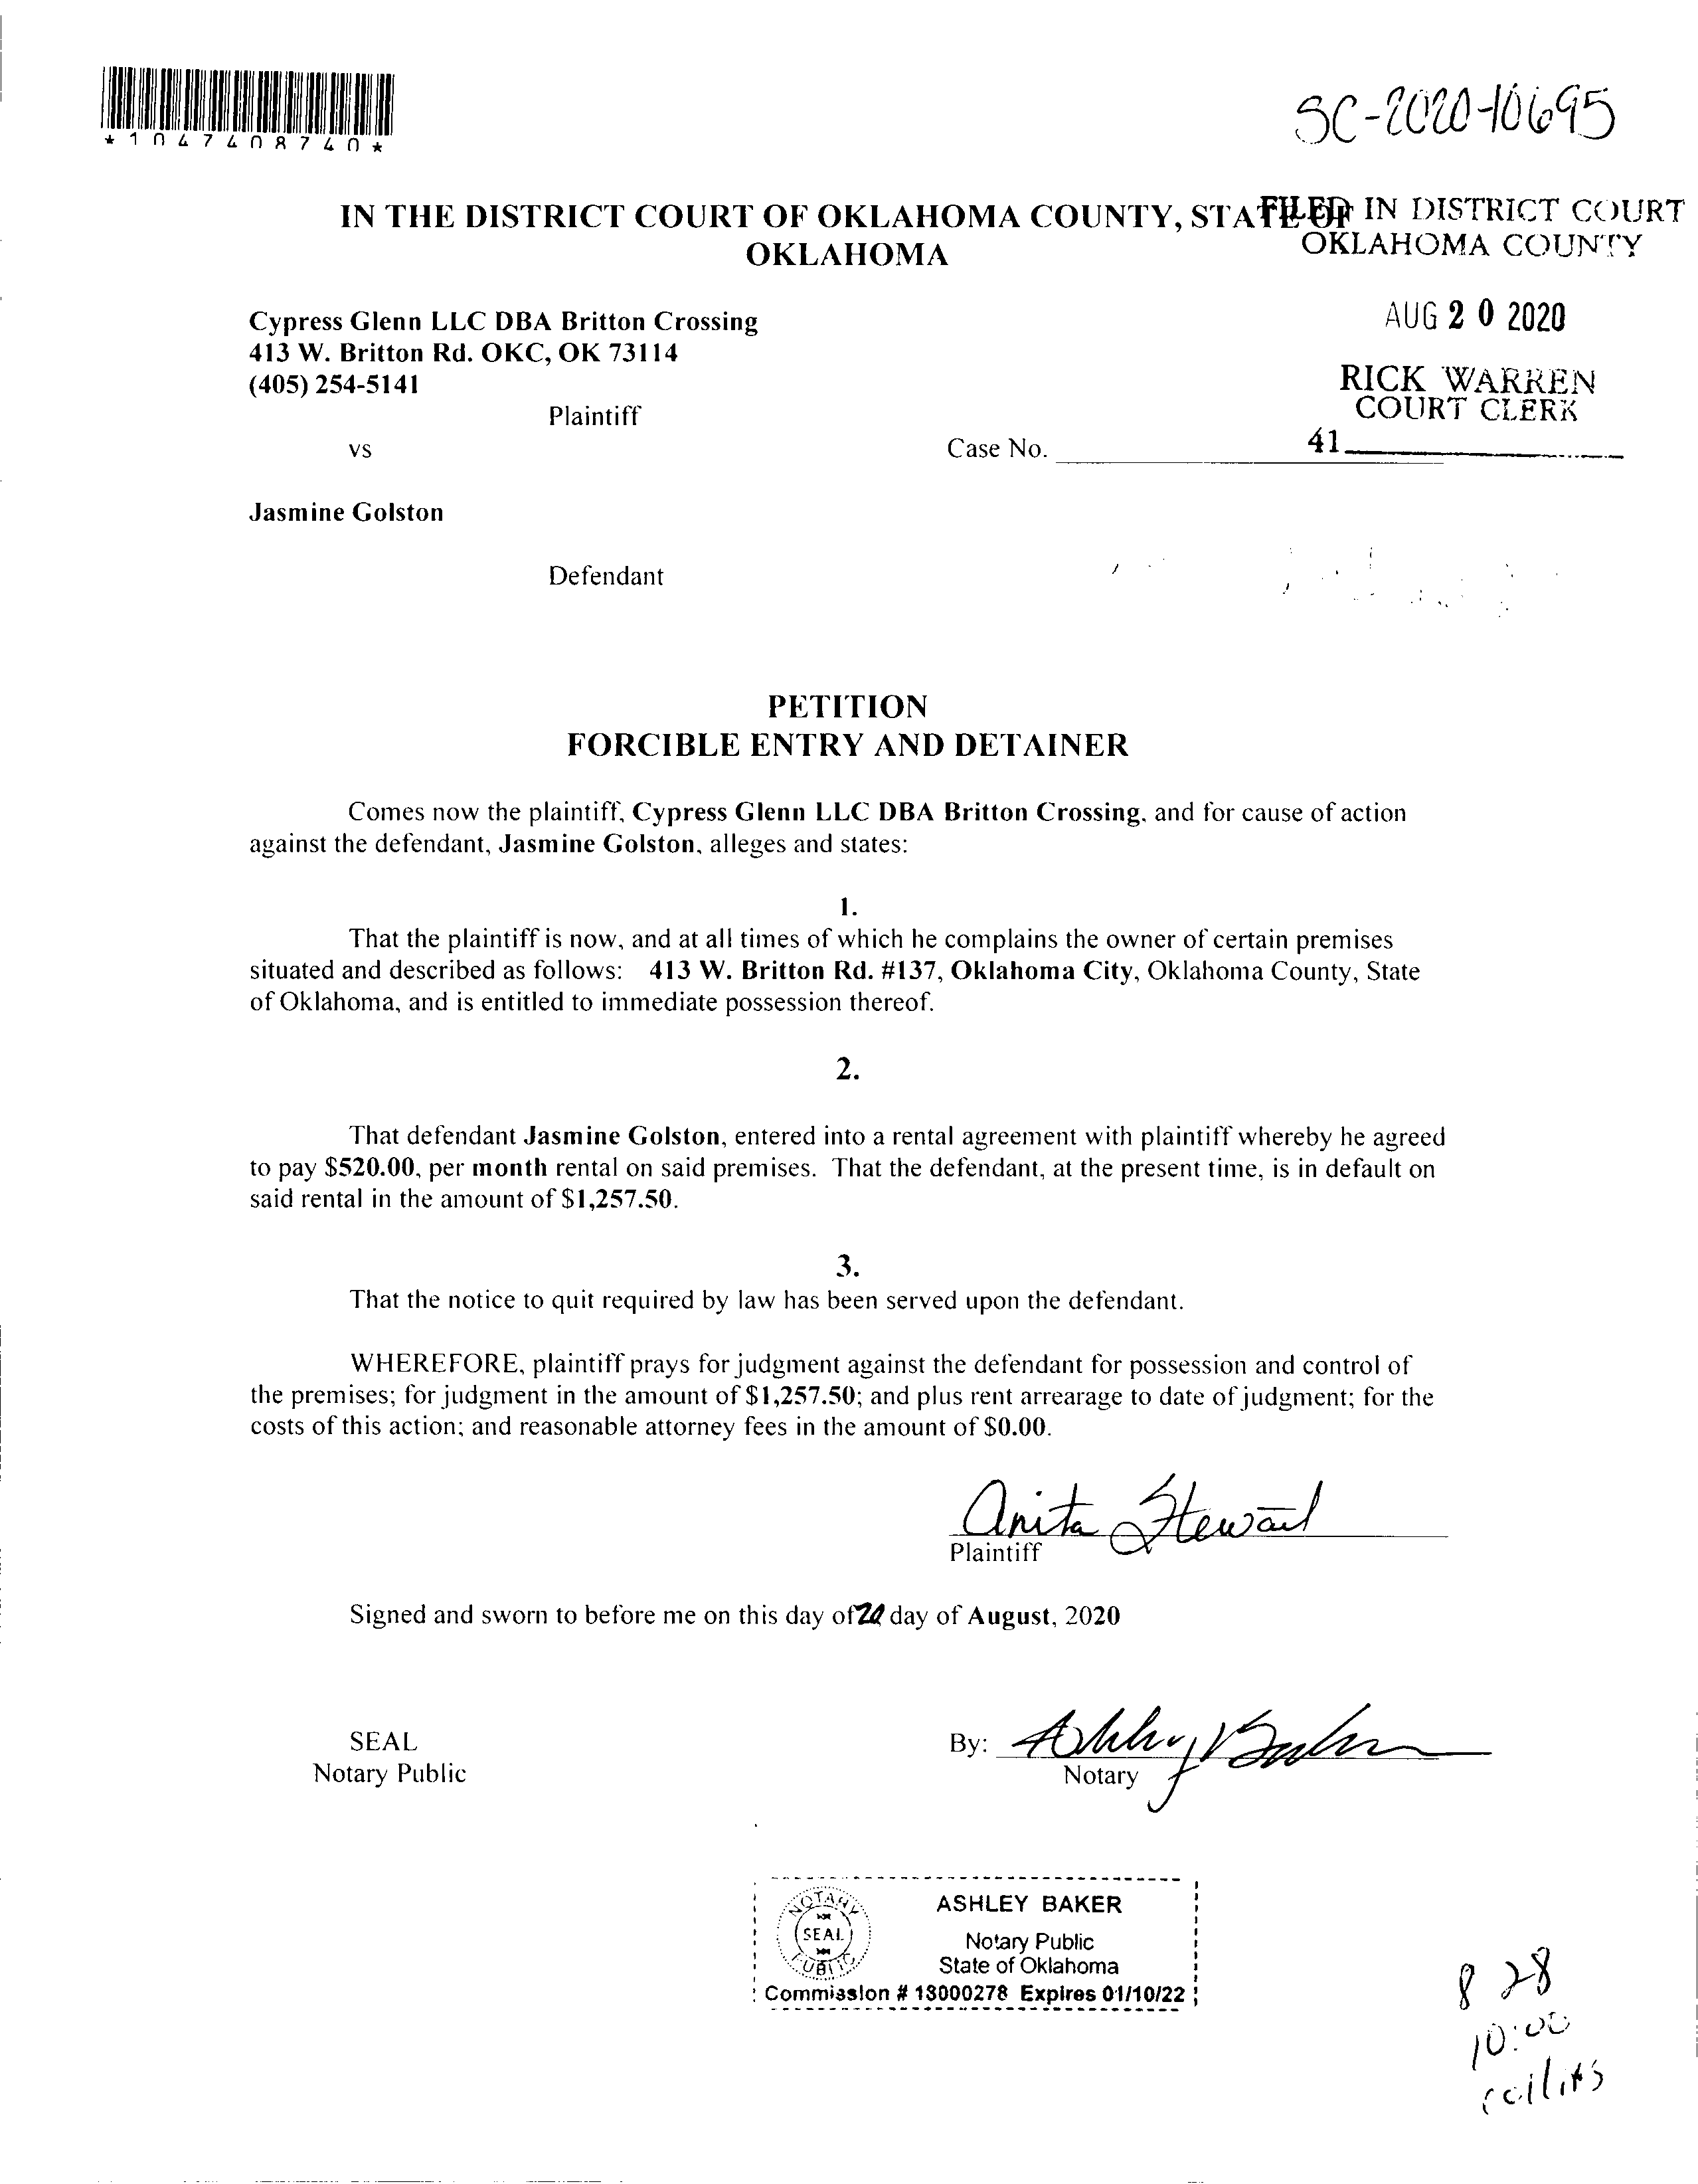 *1047408740*
SC-2020-10695
IN THE DISTRICT COURT OF OKLAHOMA COUNTY, STATE OF
OKLAHOMA
FILED IN DISTRICT COURT
OKLAHOMA COUNTY
AUG 20 2020
RICK WARREN
COURT CLERK
41
Cypress Glenn LLC DBA Britton Crossing
413 W. Britton Rd. OKC, OK 73114
(405) 254-5141
Plaintiff
vs
Case No.
Jasmine Golston
Defendant
PETITION
FORCIBLE ENTRY AND DETAINER
Comes now the plaintiff, Cypress Glenn LLC DBA Britton Crossing, and for cause of action
against the defendant, Jasmine Golston, alleges and states:
1.
That the plaintiff is now, and at all times of which he complains the owner of certain premises
situated and described as follows: 413 W. Britton Rd. #137, Oklahoma City, Oklahoma County, State
of Oklahoma, and is entitled to immediate possession thereof.
2.
That defendant Jasmine Golston, entered into a rental agreement with plaintiff whereby he agreed
to pay $520.00, per month rental on said premises. That the defendant, at the present time, is in default on
said rental in the amount of $1,257.50.
3.
That the notice to quit required by law has been served upon the defendant.
WHEREFORE, plaintiff prays for judgment against the defendant for possession and control of
the premises; for judgment in the amount of $1,257.50; and plus rent arrearage to date of judgment; for the
costs of this action; and reasonable attorney fees in the amount of $0.00.
Anita Stewart
Plaintiff
Signed and sworn to before me on this day of 20 day of August, 2020
SEAL
Notary Public
By: Ashley Baker
Notary
NOTARY
SEAL
PUBLIC
ASHLEY BAKER
Notary Public
State of Oklahoma
Commission # 18000278 Expires 01/10/22
8 28
10:00